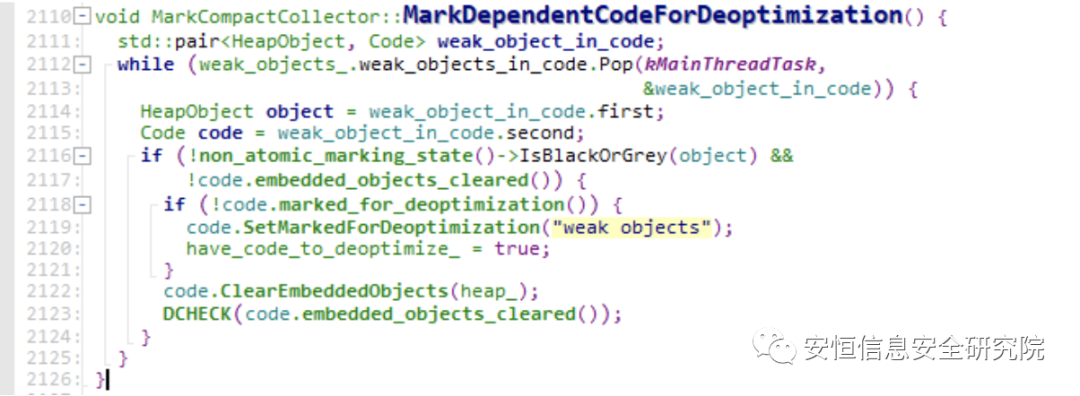 2110: void MarkCompactCollector::MarkDependentCodeForDeoptimization() {
2111: std::pair<HeapObject, Code> weak_object_in_code;
2112: while (weak_objects_.weak_objects_in_code.Pop(kMainThreadTask,
2113: &weak_object_in_code)) {
2114: HeapObject object = weak_object_in_code.first;
2115: Code code = weak_object_in_code.second;
2116: if (!non_atomic_marking_state()->IsBlackOrGrey(object) &&
2117: !code.embedded_objects_cleared()) {
2118: if (!code.marked_for_deoptimization()) {
2119: code.SetMarkedForDeoptimization("weak objects");
2120: have_code_to_deoptimize_ = true;
2121: }
2122: code.ClearEmbeddedObjects(heap_);
2123: DCHECK(code.embedded_objects_cleared());
2124: }
2125: }
2126: }
安恒信息安全研究院